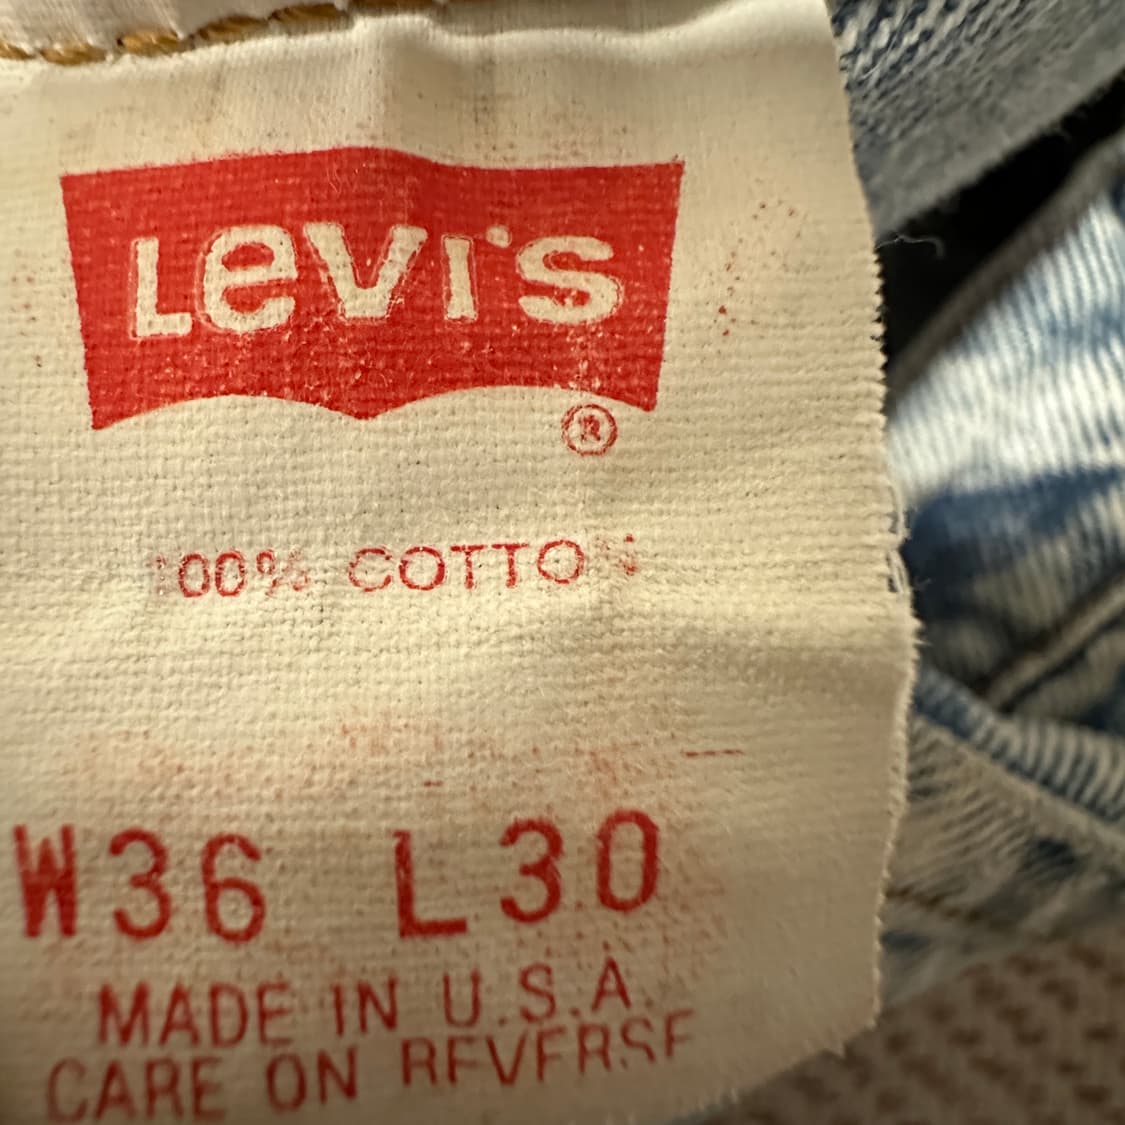 LeVI'S
®
100% COTTON
W36 L30
MADE IN U.S.A.
CARE ON REVERSE